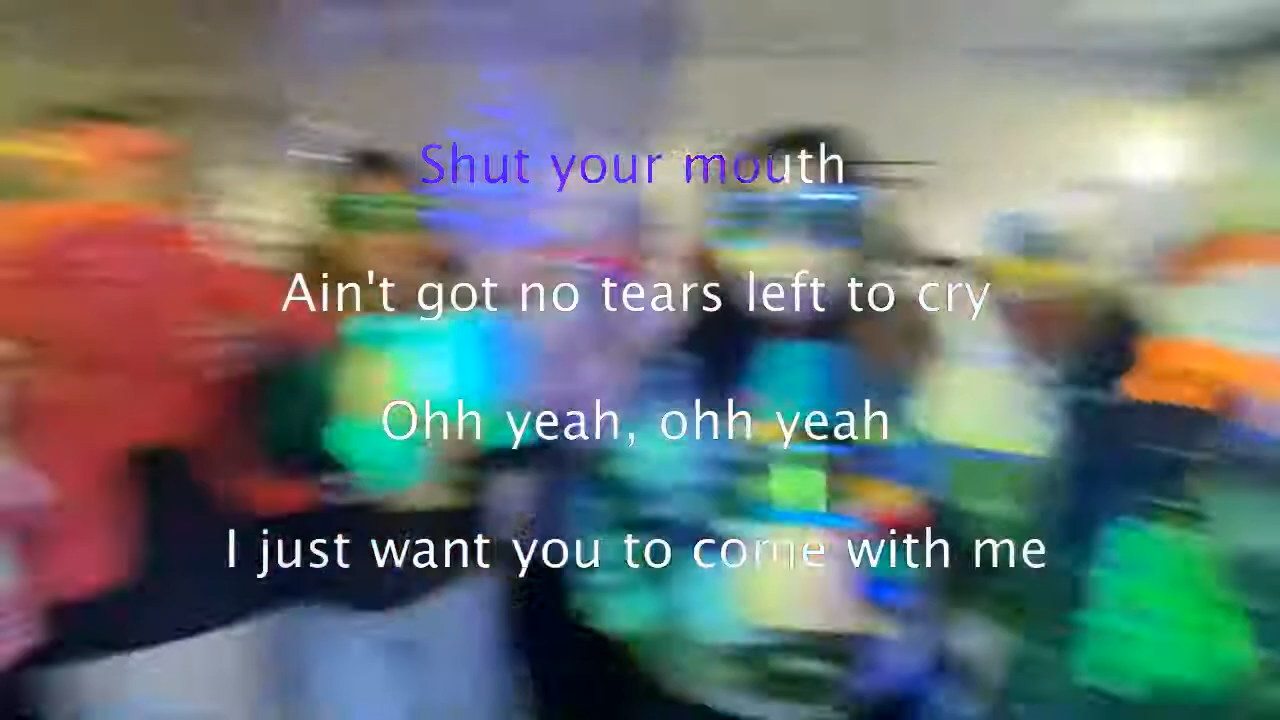 Shut your mouth
Ain't got no tears left to cry
Ohh yeah, ohh yeah
I just want you to come with me